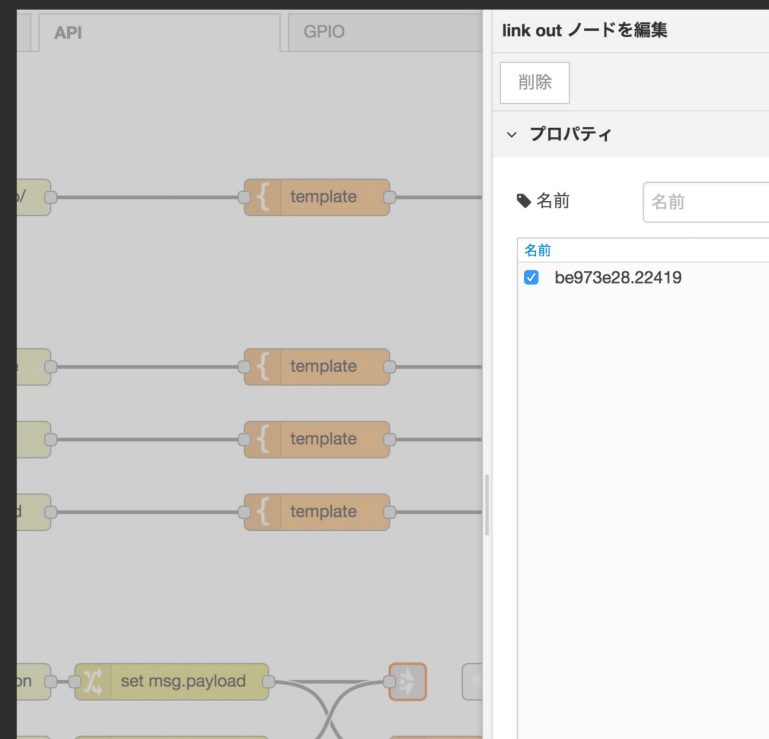 API
GPIO
template
template
template
template
set msg.payload
link out ノードを編集
削除
プロパティ
名前
名前
名前
be973e28.22419